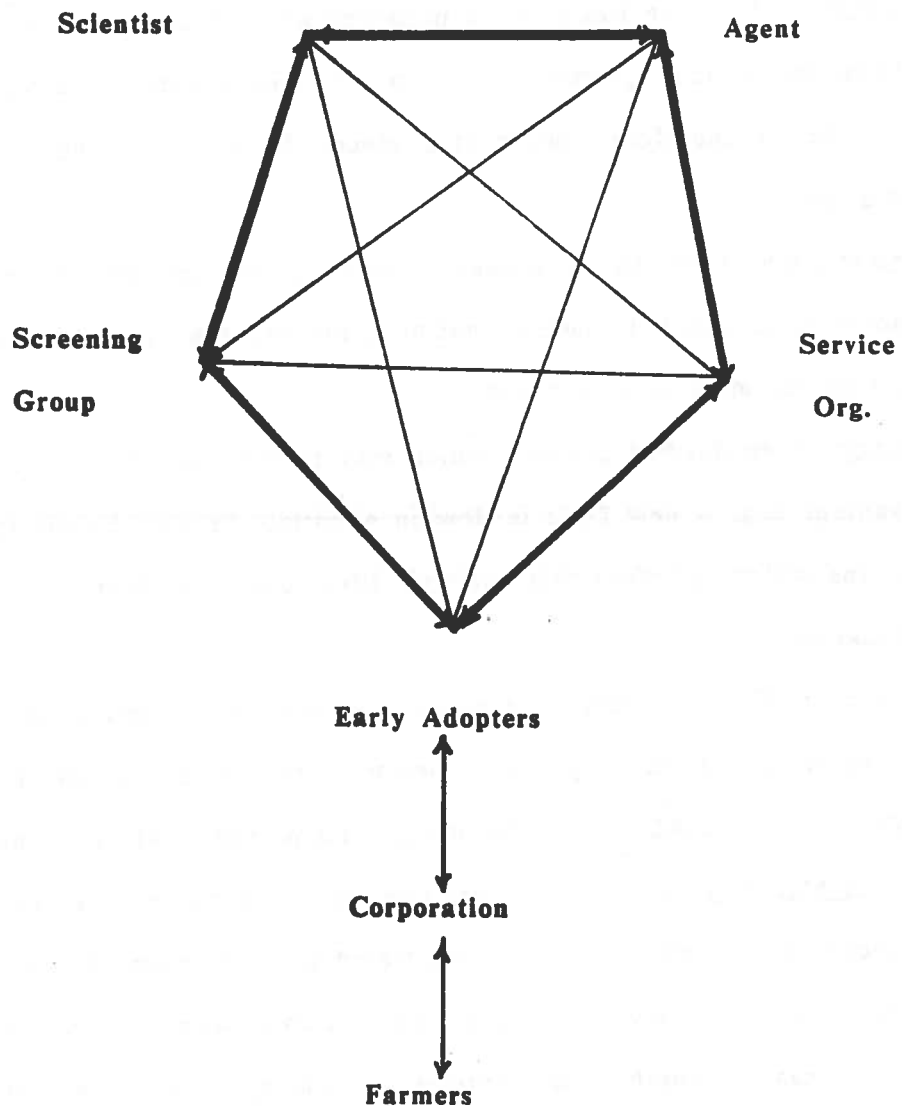 Scientist
Agent
Screening
Group
Service
Org.
Early Adopters
Corporation
Farmers